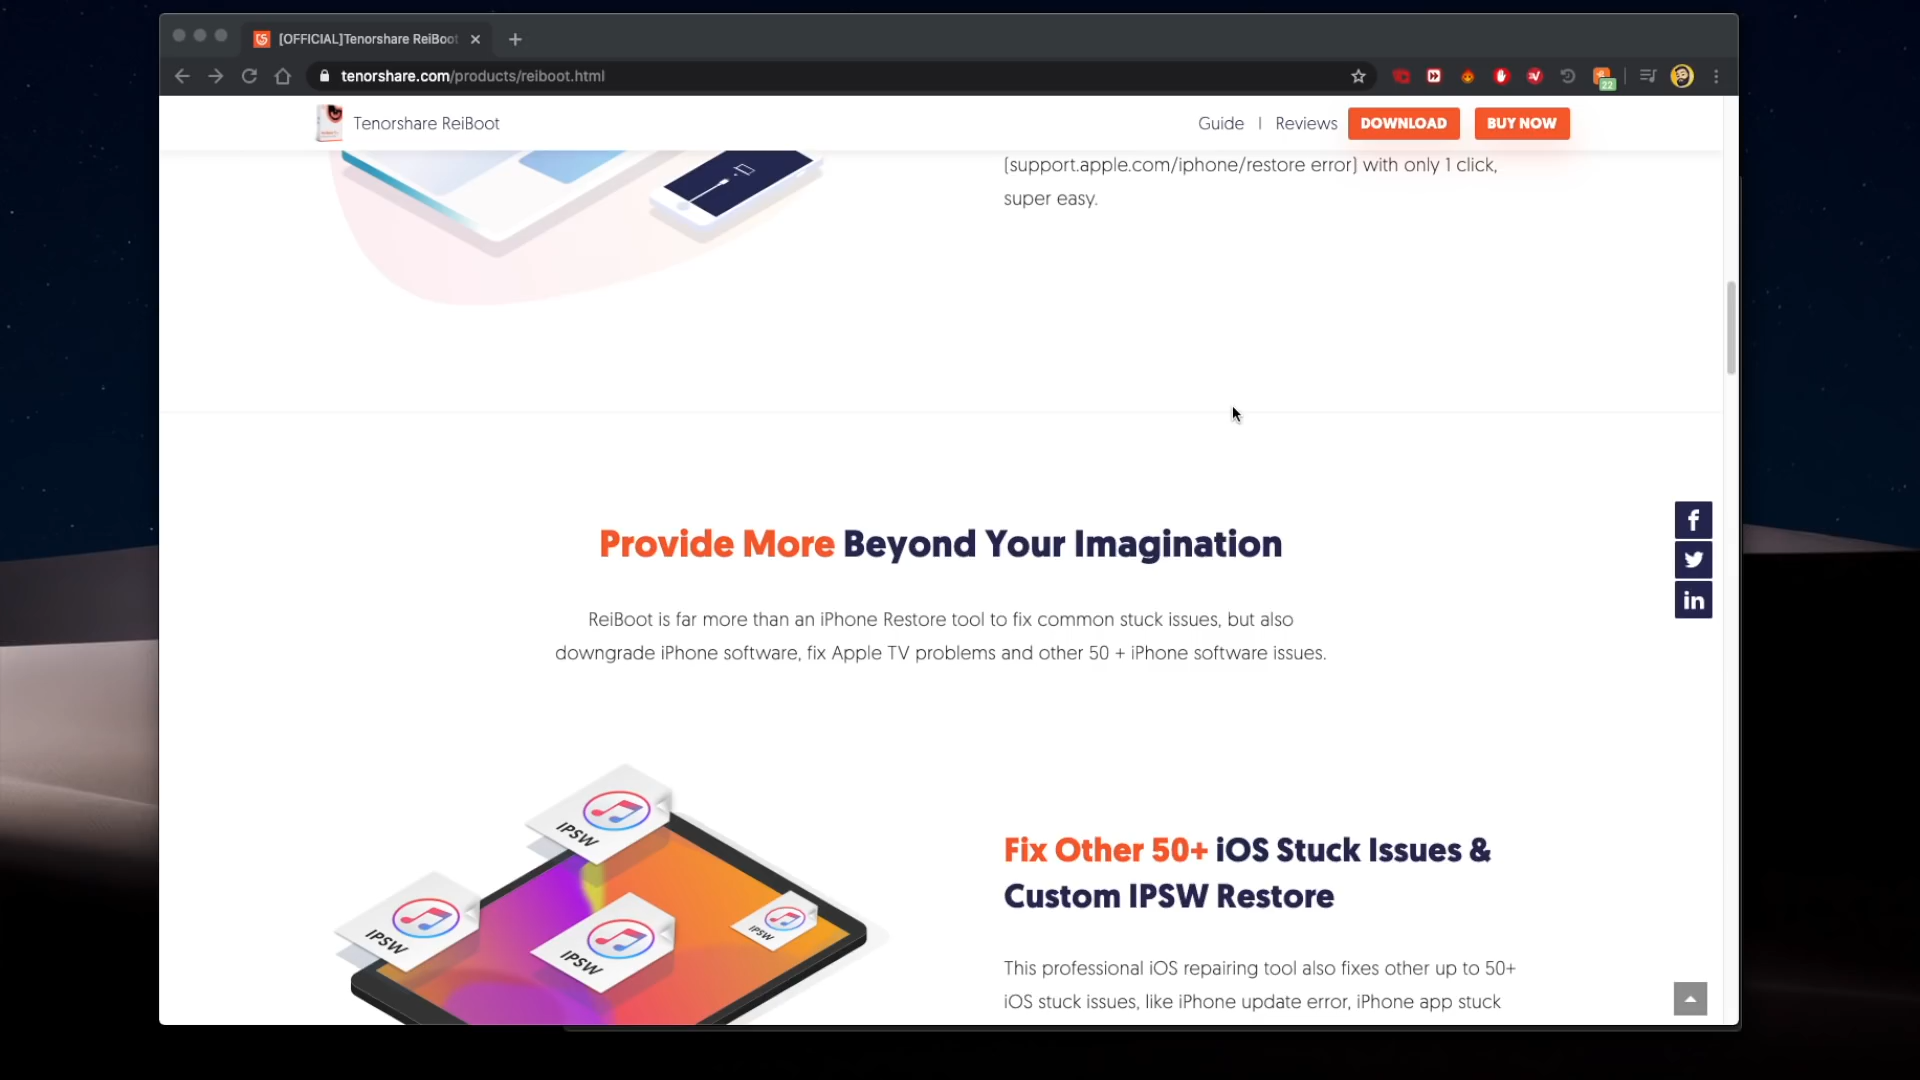 [OFFICIAL]Tenorshare ReiBoot
tenorshare.com/products/reiboot.html
22
Tenorshare ReiBoot
Guide | Reviews DOWNLOAD BUY NOW
(support.apple.com/iphone/restore error) with only 1 click,
super easy.
Provide More Beyond Your Imagination
ReiBoot is far more than an iPhone Restore tool to fix common stuck issues, but also
downgrade iPhone software, fix Apple TV problems and other 50 + iPhone software issues.
IPSW
IPSW
IPSW
IPSW
Fix Other 50+ iOS Stuck Issues &
Custom IPSW Restore
This professional iOS repairing tool also fixes other up to 50+
iOS stuck issues, like iPhone update error, iPhone app stuck